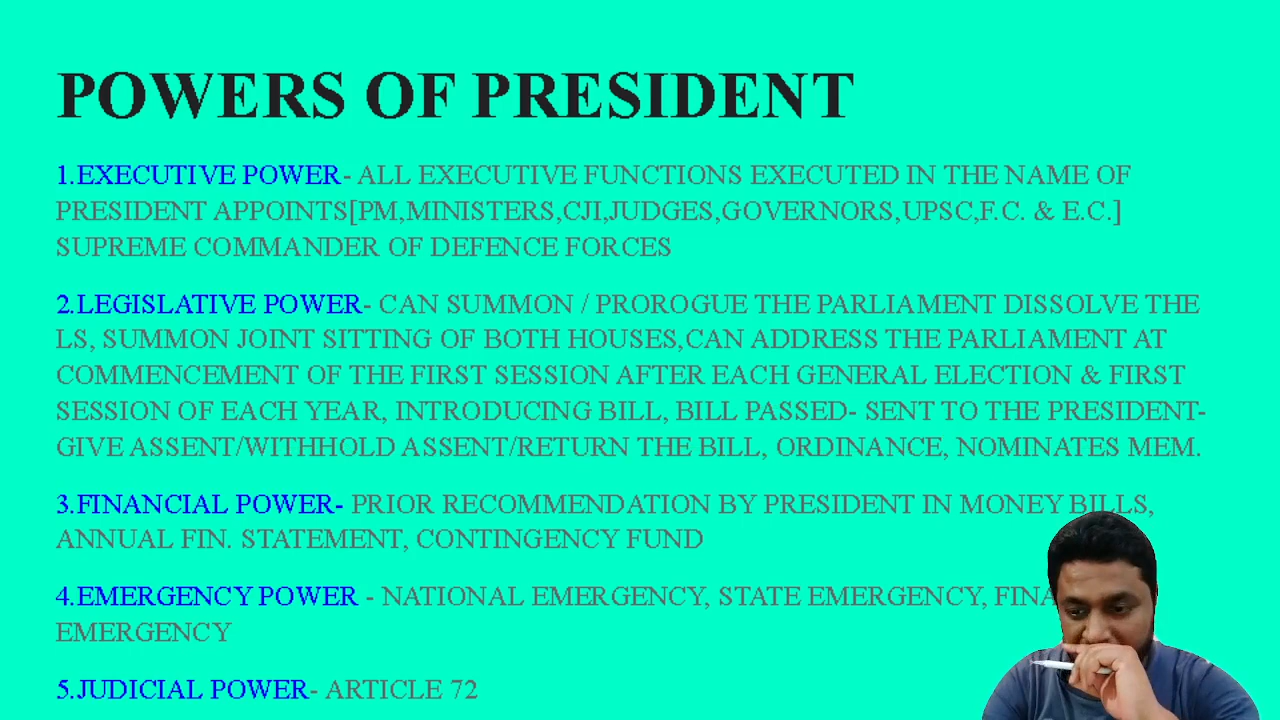 POWERS OF PRESIDENT
1.EXECUTIVE POWER- ALL EXECUTIVE FUNCTIONS EXECUTED IN THE NAME OF
PRESIDENT APPOINTS[PM,MINISTERS,CJI,JUDGES,GOVERNORS,UPSC,F.C. & E.C.]
SUPREME COMMANDER OF DEFENCE FORCES
2.LEGISLATIVE POWER- CAN SUMMON / PROROGUE THE PARLIAMENT DISSOLVE THE
LS, SUMMON JOINT SITTING OF BOTH HOUSES,CAN ADDRESS THE PARLIAMENT AT
COMMENCEMENT OF THE FIRST SESSION AFTER EACH GENERAL ELECTION & FIRST
SESSION OF EACH YEAR, INTRODUCING BILL, BILL PASSED- SENT TO THE PRESIDENT-
GIVE ASSENT/WITHHOLD ASSENT/RETURN THE BILL, ORDINANCE, NOMINATES MEM.
3.FINANCIAL POWER- PRIOR RECOMMENDATION BY PRESIDENT IN MONEY BILLS,
ANNUAL FIN. STATEMENT, CONTINGENCY FUND
4.EMERGENCY POWER - NATIONAL EMERGENCY, STATE EMERGENCY,
EMERGENCY
5.JUDICIAL POWER- ARTICLE 72